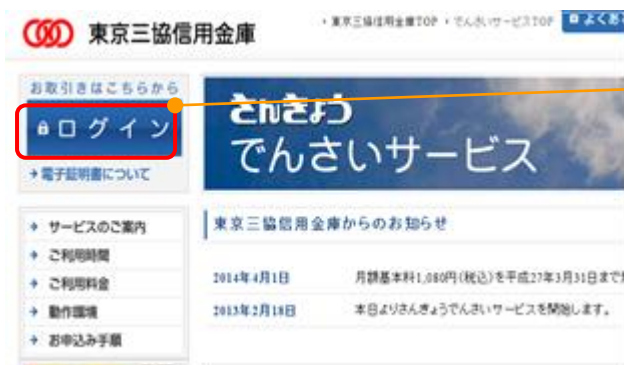 東京三協信用金庫
・東京三協信用金庫TOP ・でんさいサービスTOP よくある
お取引きはこちらから
ログイン
電子証明書について
さんきょう
でんさいサービス
サービスのご案内
ご利用時間
ご利用料金
動作環境
お申込み手順
東京三協信用金庫からのお知らせ
2014年4月1日 月額基本料1,080円(税込)を平成27年3月31日まで
2013年2月18日 本日よりさんきょうでんさいサービスを開始します。